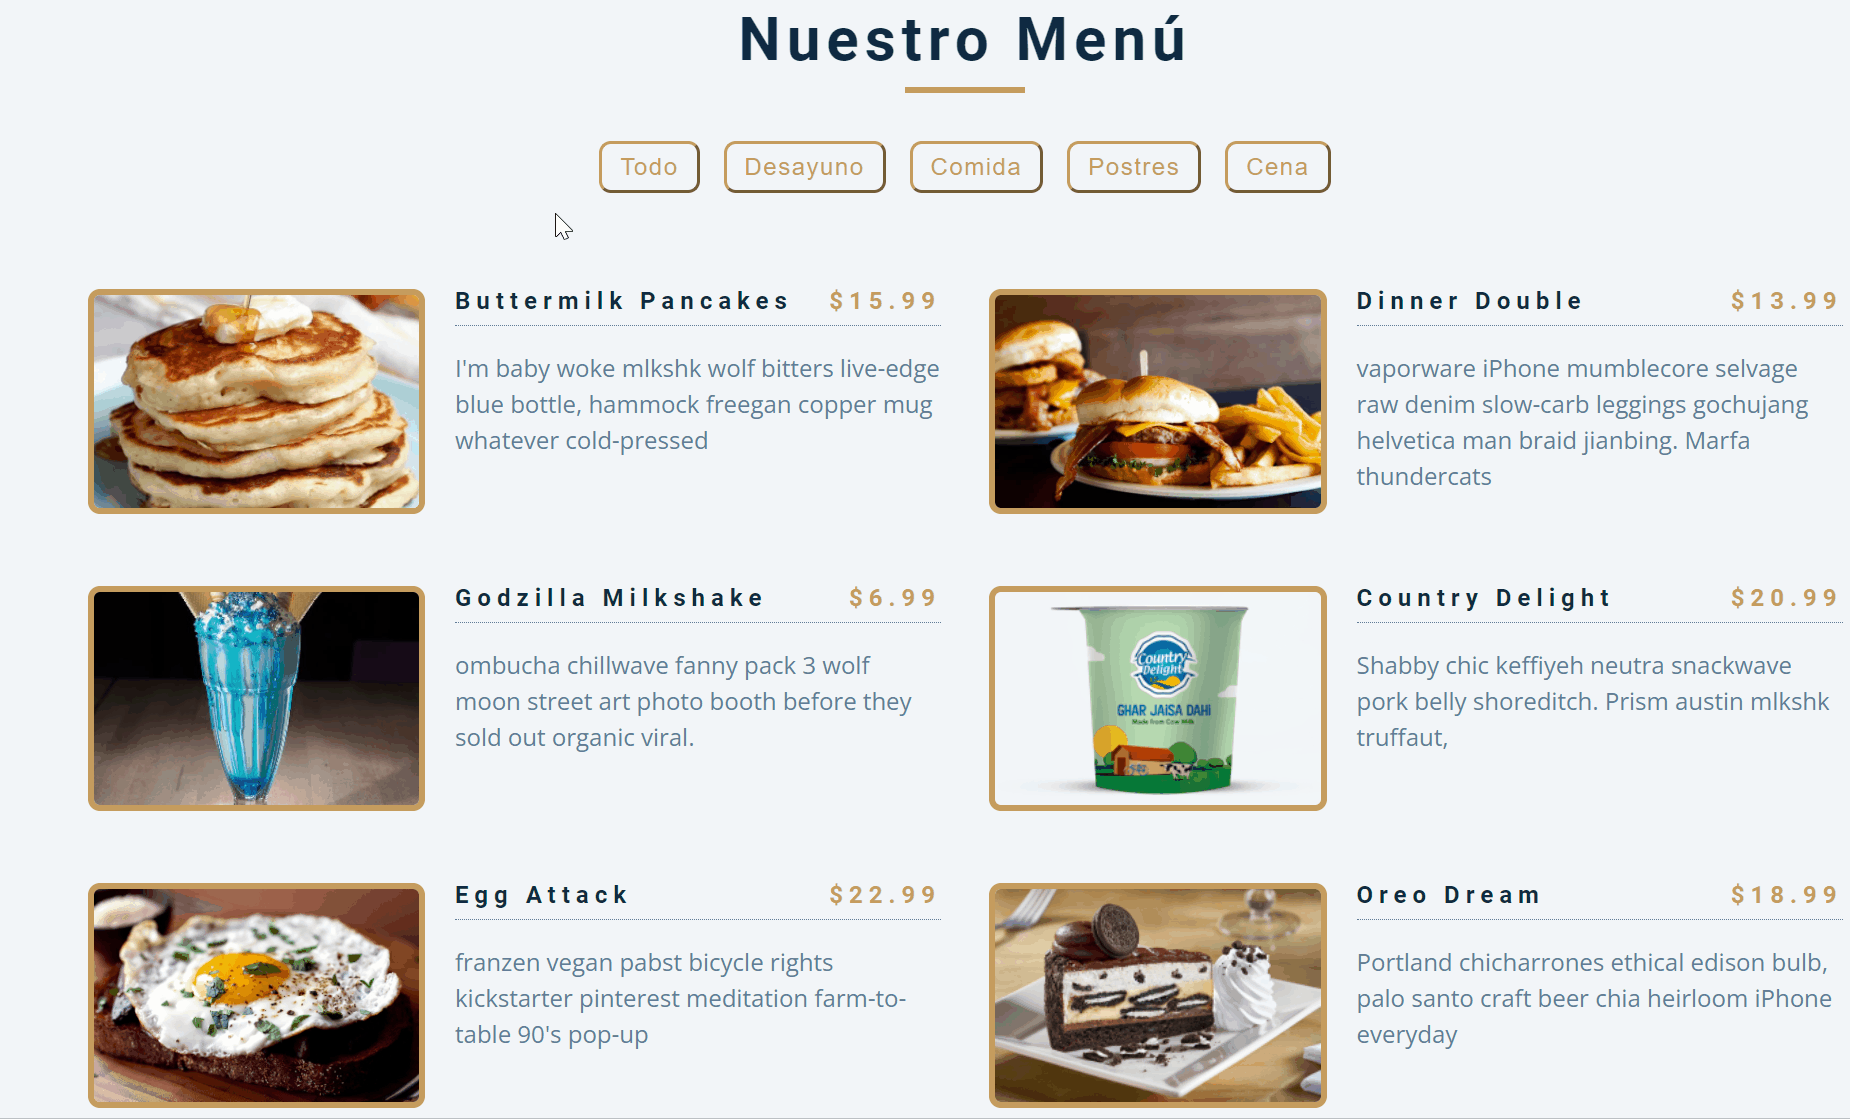 Nuestro Menú
Todo
Desayuno
Comida
Postres
Cena
Buttermilk Pancakes
$15.99
I'm baby woke mlkshk wolf bitters live-edge
blue bottle, hammock freegan copper mug
whatever cold-pressed
Dinner Double
$13.99
vaporware iPhone mumblecore selvage
raw denim slow-carb leggings gochujang
helvetica man braid jianbing. Marfa
thundercats
Godzilla Milkshake
$6.99
ombucha chillwave fanny pack 3 wolf
moon street art photo booth before they
sold out organic viral.
Country
Delight
GHAR JAISA DAHI
Made from Cow Milk
Country Delight
$20.99
Shabby chic keffiyeh neutra snackwave
pork belly shoreditch. Prism austin mlkshk
truffaut,
Egg Attack
$22.99
franzen vegan pabst bicycle rights
kickstarter pinterest meditation farm-to-
table 90's pop-up
Oreo Dream
$18.99
Portland chicharrones ethical edison bulb,
palo santo craft beer chia heirloom iPhone
everyday